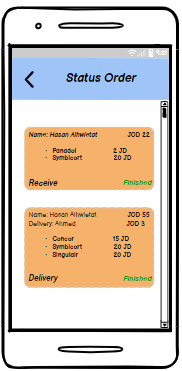 Status Order
Name: Hasan Alhwietat JOD 22
- Panadol 2 JD
- Symbicort 20 JD
Receive Finished
Name: Hasan Alhwietat JOD 55
Delivery: Ahmed JOD 3
- Concor 15 JD
- Symbicort 20 JD
- Singulair 20 JD
Delivery Finished